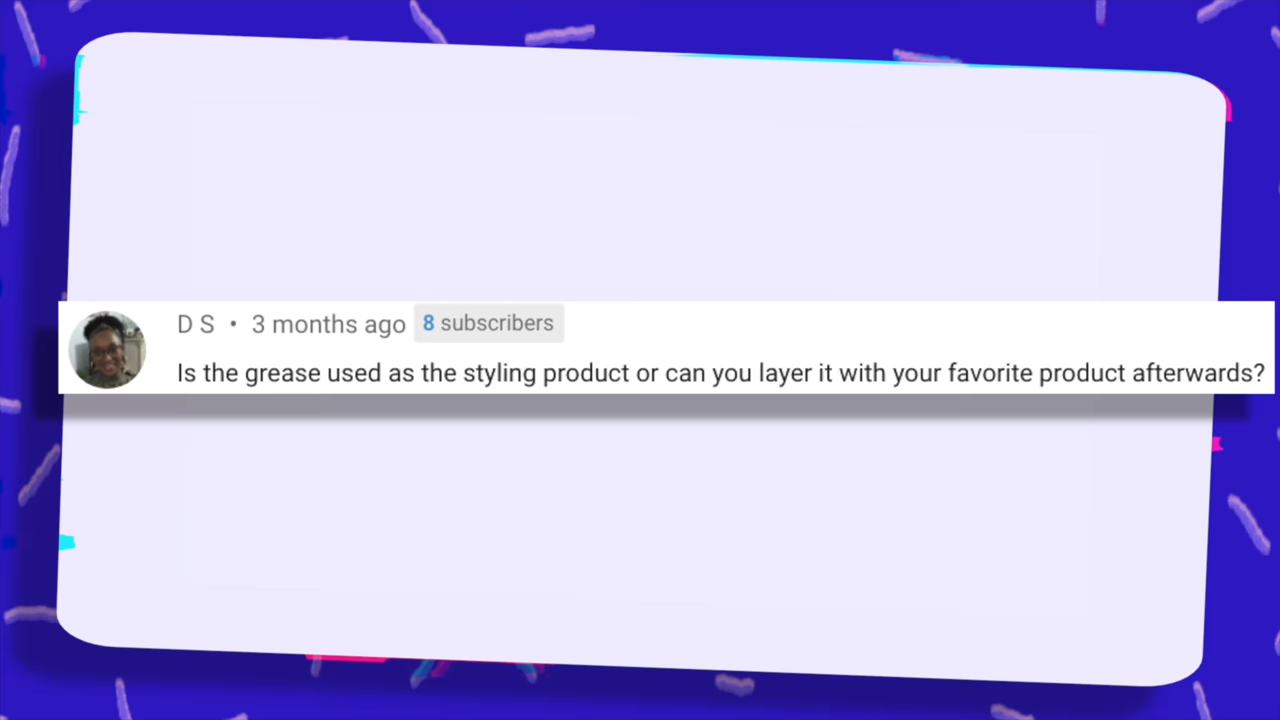 D S • 3 months ago 8 subscribers
Is the grease used as the styling product or can you layer it with your favorite product afterwards?